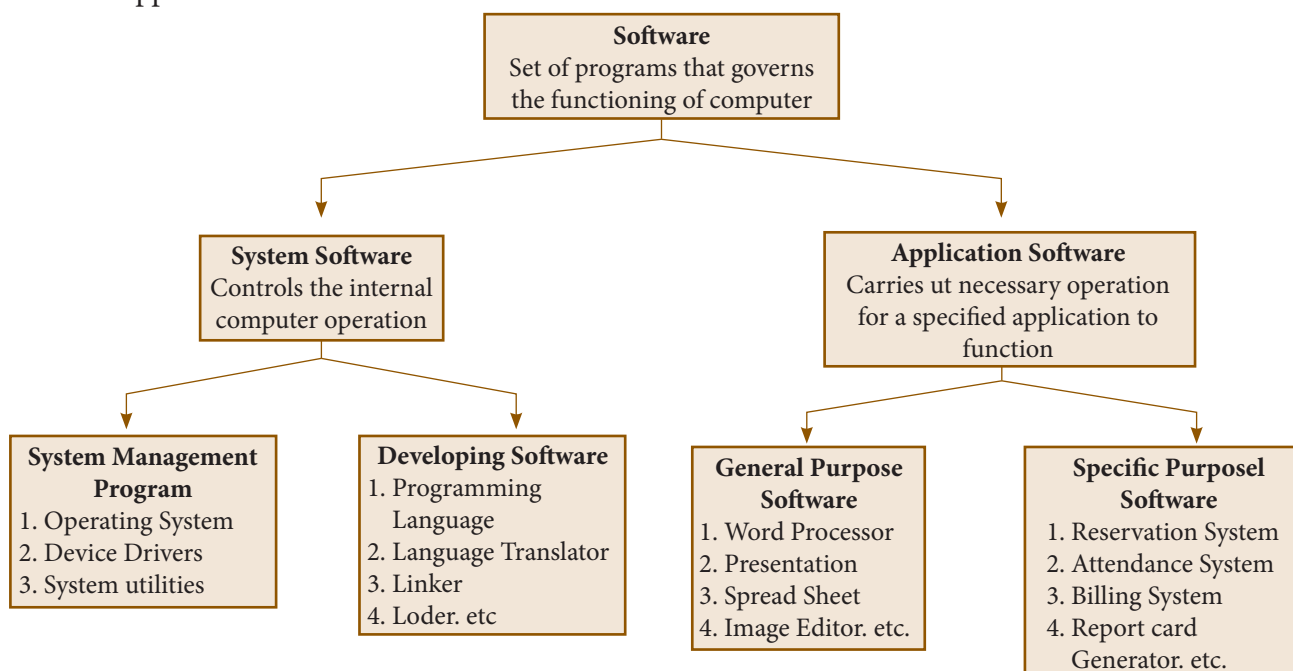 Software
Set of programs that governs
the functioning of computer
System Software
Controls the internal
computer operation
Application Software
Carries ut necessary operation
for a specified application to
function
System Management
Program
1. Operating System
2. Device Drivers
3. System utilities
Developing Software
1. Programming
Language
2. Language Translator
3. Linker
4. Loder. etc
General Purpose
Software
1. Word Processor
2. Presentation
3. Spread Sheet
4. Image Editor. etc.
Specific Purposel
Software
1. Reservation System
2. Attendance System
3. Billing System
4. Report card
Generator. etc.